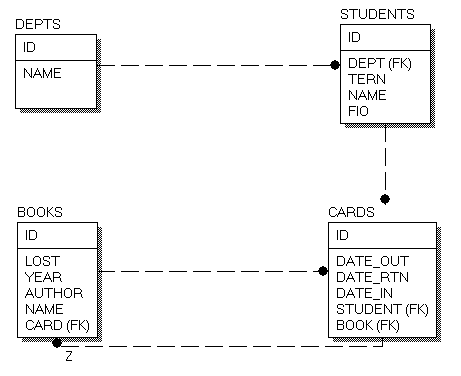 DEPTS
ID
NAME
STUDENTS
ID
DEPT (FK)
TERN
NAME
FIO
BOOKS
ID
LOST
YEAR
AUTHOR
NAME
CARD (FK)
Z
CARDS
ID
DATE_OUT
DATE_RTN
DATE_IN
STUDENT (FK)
BOOK (FK)